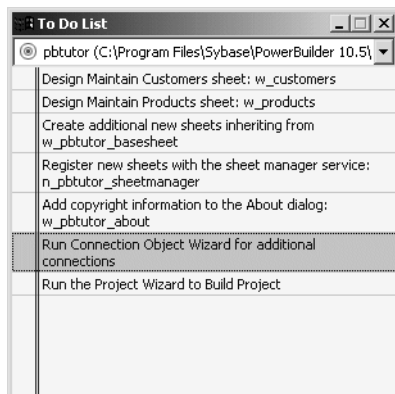 To Do List
pbtutor (C:\Program Files\Sybase\PowerBuilder 10.5\
Design Maintain Customers sheet: w_customers
Design Maintain Products sheet: w_products
Create additional new sheets inheriting from
w_pbtutor_basesheet
Register new sheets with the sheet manager service:
n_pbtutor_sheetmanager
Add copyright information to the About dialog:
w_pbtutor_about
Run Connection Object Wizard for additional
connections
Run the Project Wizard to Build Project